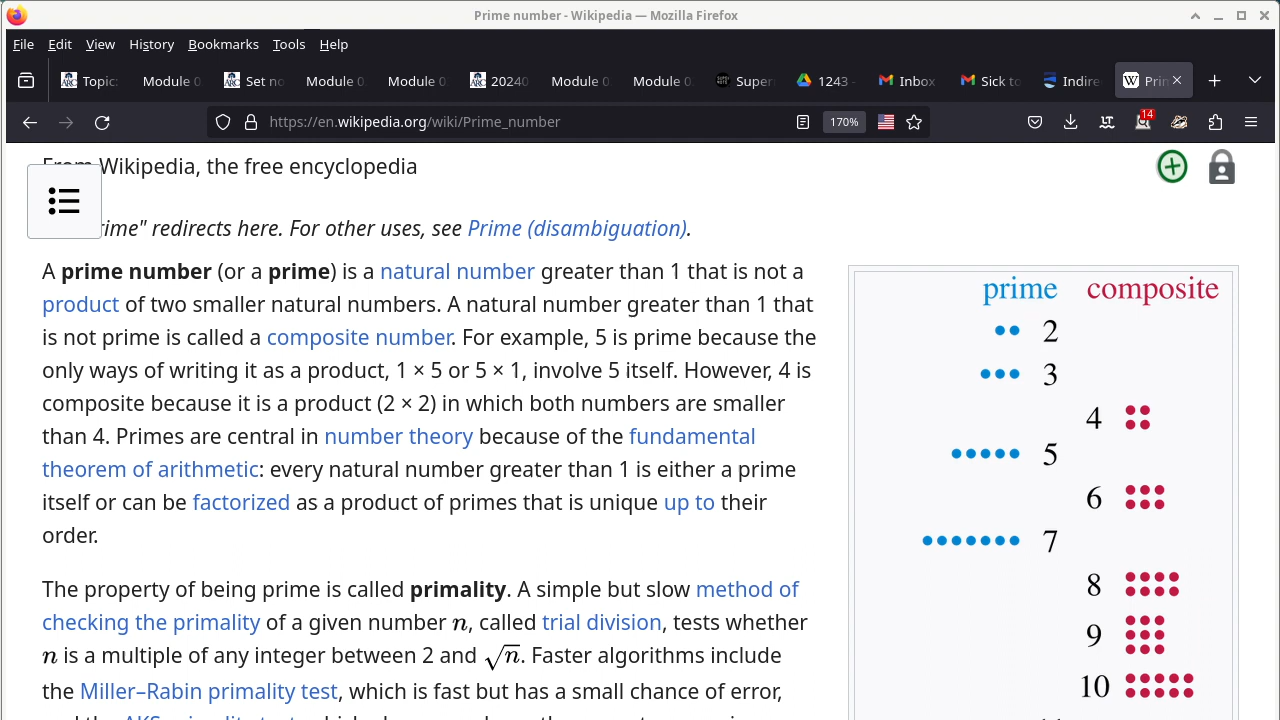 Prime number - Wikipedia — Mozilla Firefox
File Edit View History Bookmarks Tools Help
Topic: Module 0 Set no Module 0 Module 0 20240 Module 0 Module 0 Super 1243 - Inbox Sick to Indire Prin
https://en.wikipedia.org/wiki/Prime_number 170% 14
From Wikipedia, the free encyclopedia
rime" redirects here. For other uses, see Prime (disambiguation).
A prime number (or a prime) is a natural number greater than 1 that is not a
product of two smaller natural numbers. A natural number greater than 1 that
is not prime is called a composite number. For example, 5 is prime because the
only ways of writing it as a product, 1 × 5 or 5 × 1, involve 5 itself. However, 4 is
composite because it is a product (2 × 2) in which both numbers are smaller
than 4. Primes are central in number theory because of the fundamental
theorem of arithmetic: every natural number greater than 1 is either a prime
itself or can be factorized as a product of primes that is unique up to their
order.
The property of being prime is called primality. A simple but slow method of
checking the primality of a given number n, called trial division, tests whether
n is a multiple of any integer between 2 and √n. Faster algorithms include
the Miller–Rabin primality test, which is fast but has a small chance of error,
prime composite
2
3
4
5
6
7
8
9
10